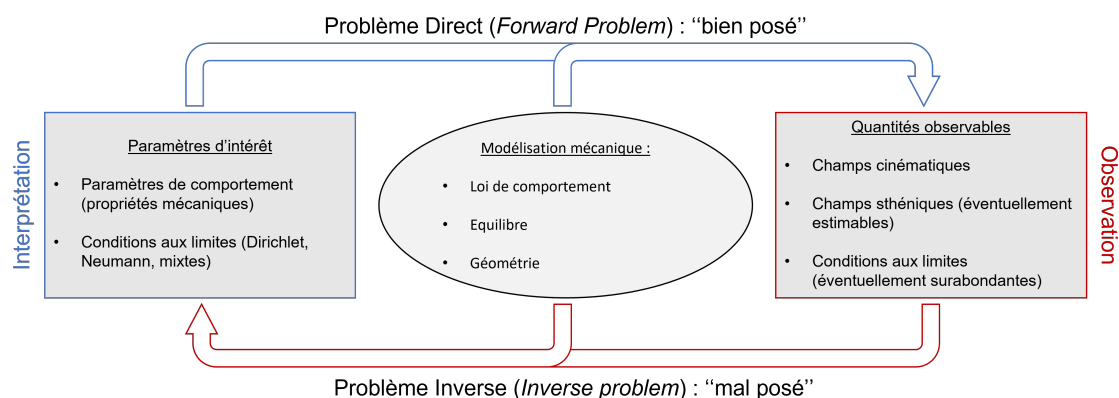 Problème Direct (Forward Problem) : ‘‘bien posé’’
Interprétation
Paramètres d’intérêt
• Paramètres de comportement
(propriétés mécaniques)
• Conditions aux limites (Dirichlet,
Neumann, mixtes)
Modélisation mécanique :
• Loi de comportement
• Equilibre
• Géométrie
Quantités observables
• Champs cinématiques
• Champs sthéniques (éventuellement
estimables)
• Conditions aux limites
(éventuellement surabondantes)
Observation
Problème Inverse (Inverse problem) : ‘‘mal posé’’